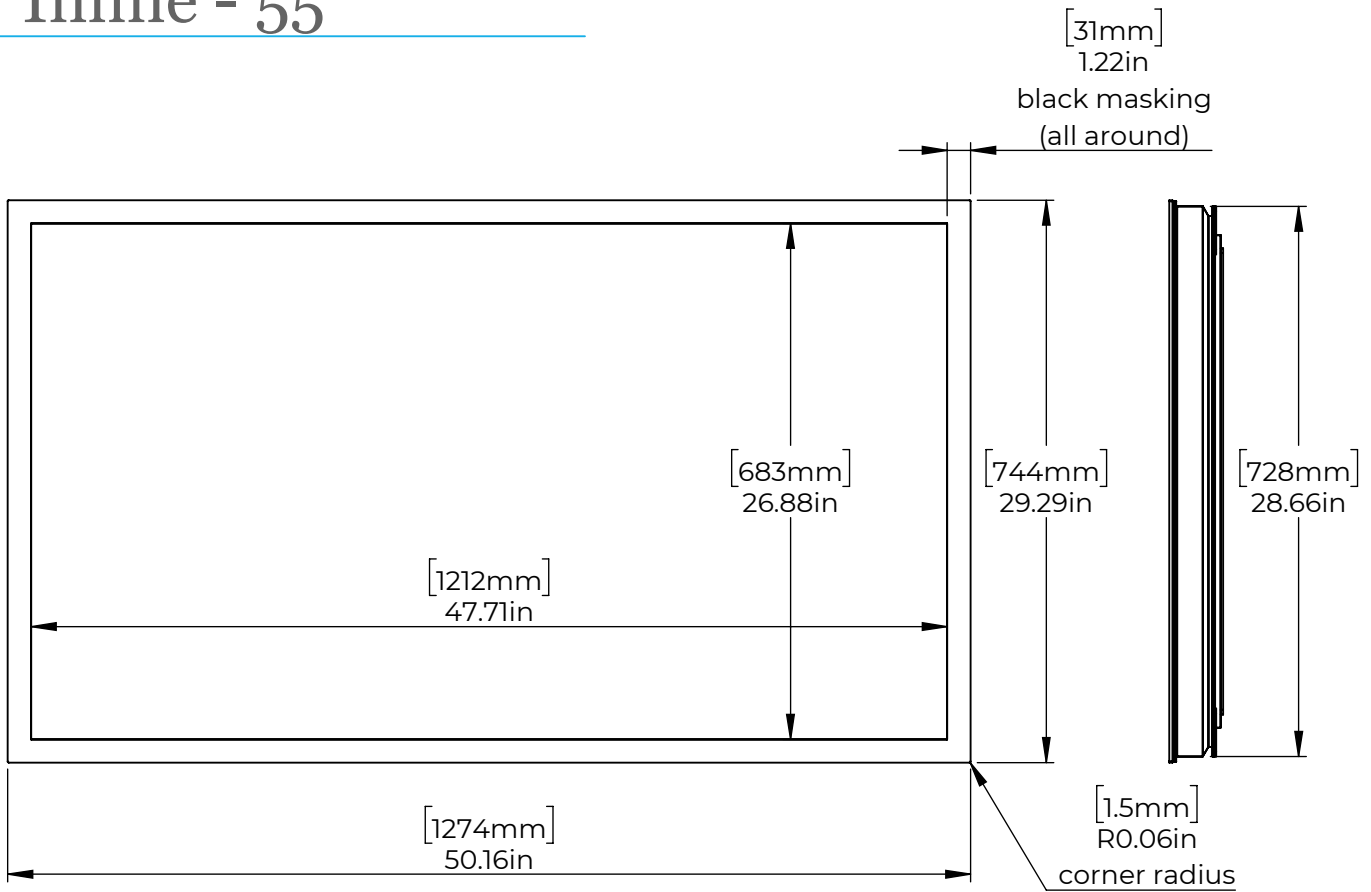 Inline - 55
[31mm]
1.22in
black masking
(all around)
[683mm]
26.88in
[744mm]
29.29in
[728mm]
28.66in
[1212mm]
47.71in
[1274mm]
50.16in
[1.5mm]
R0.06in
corner radius